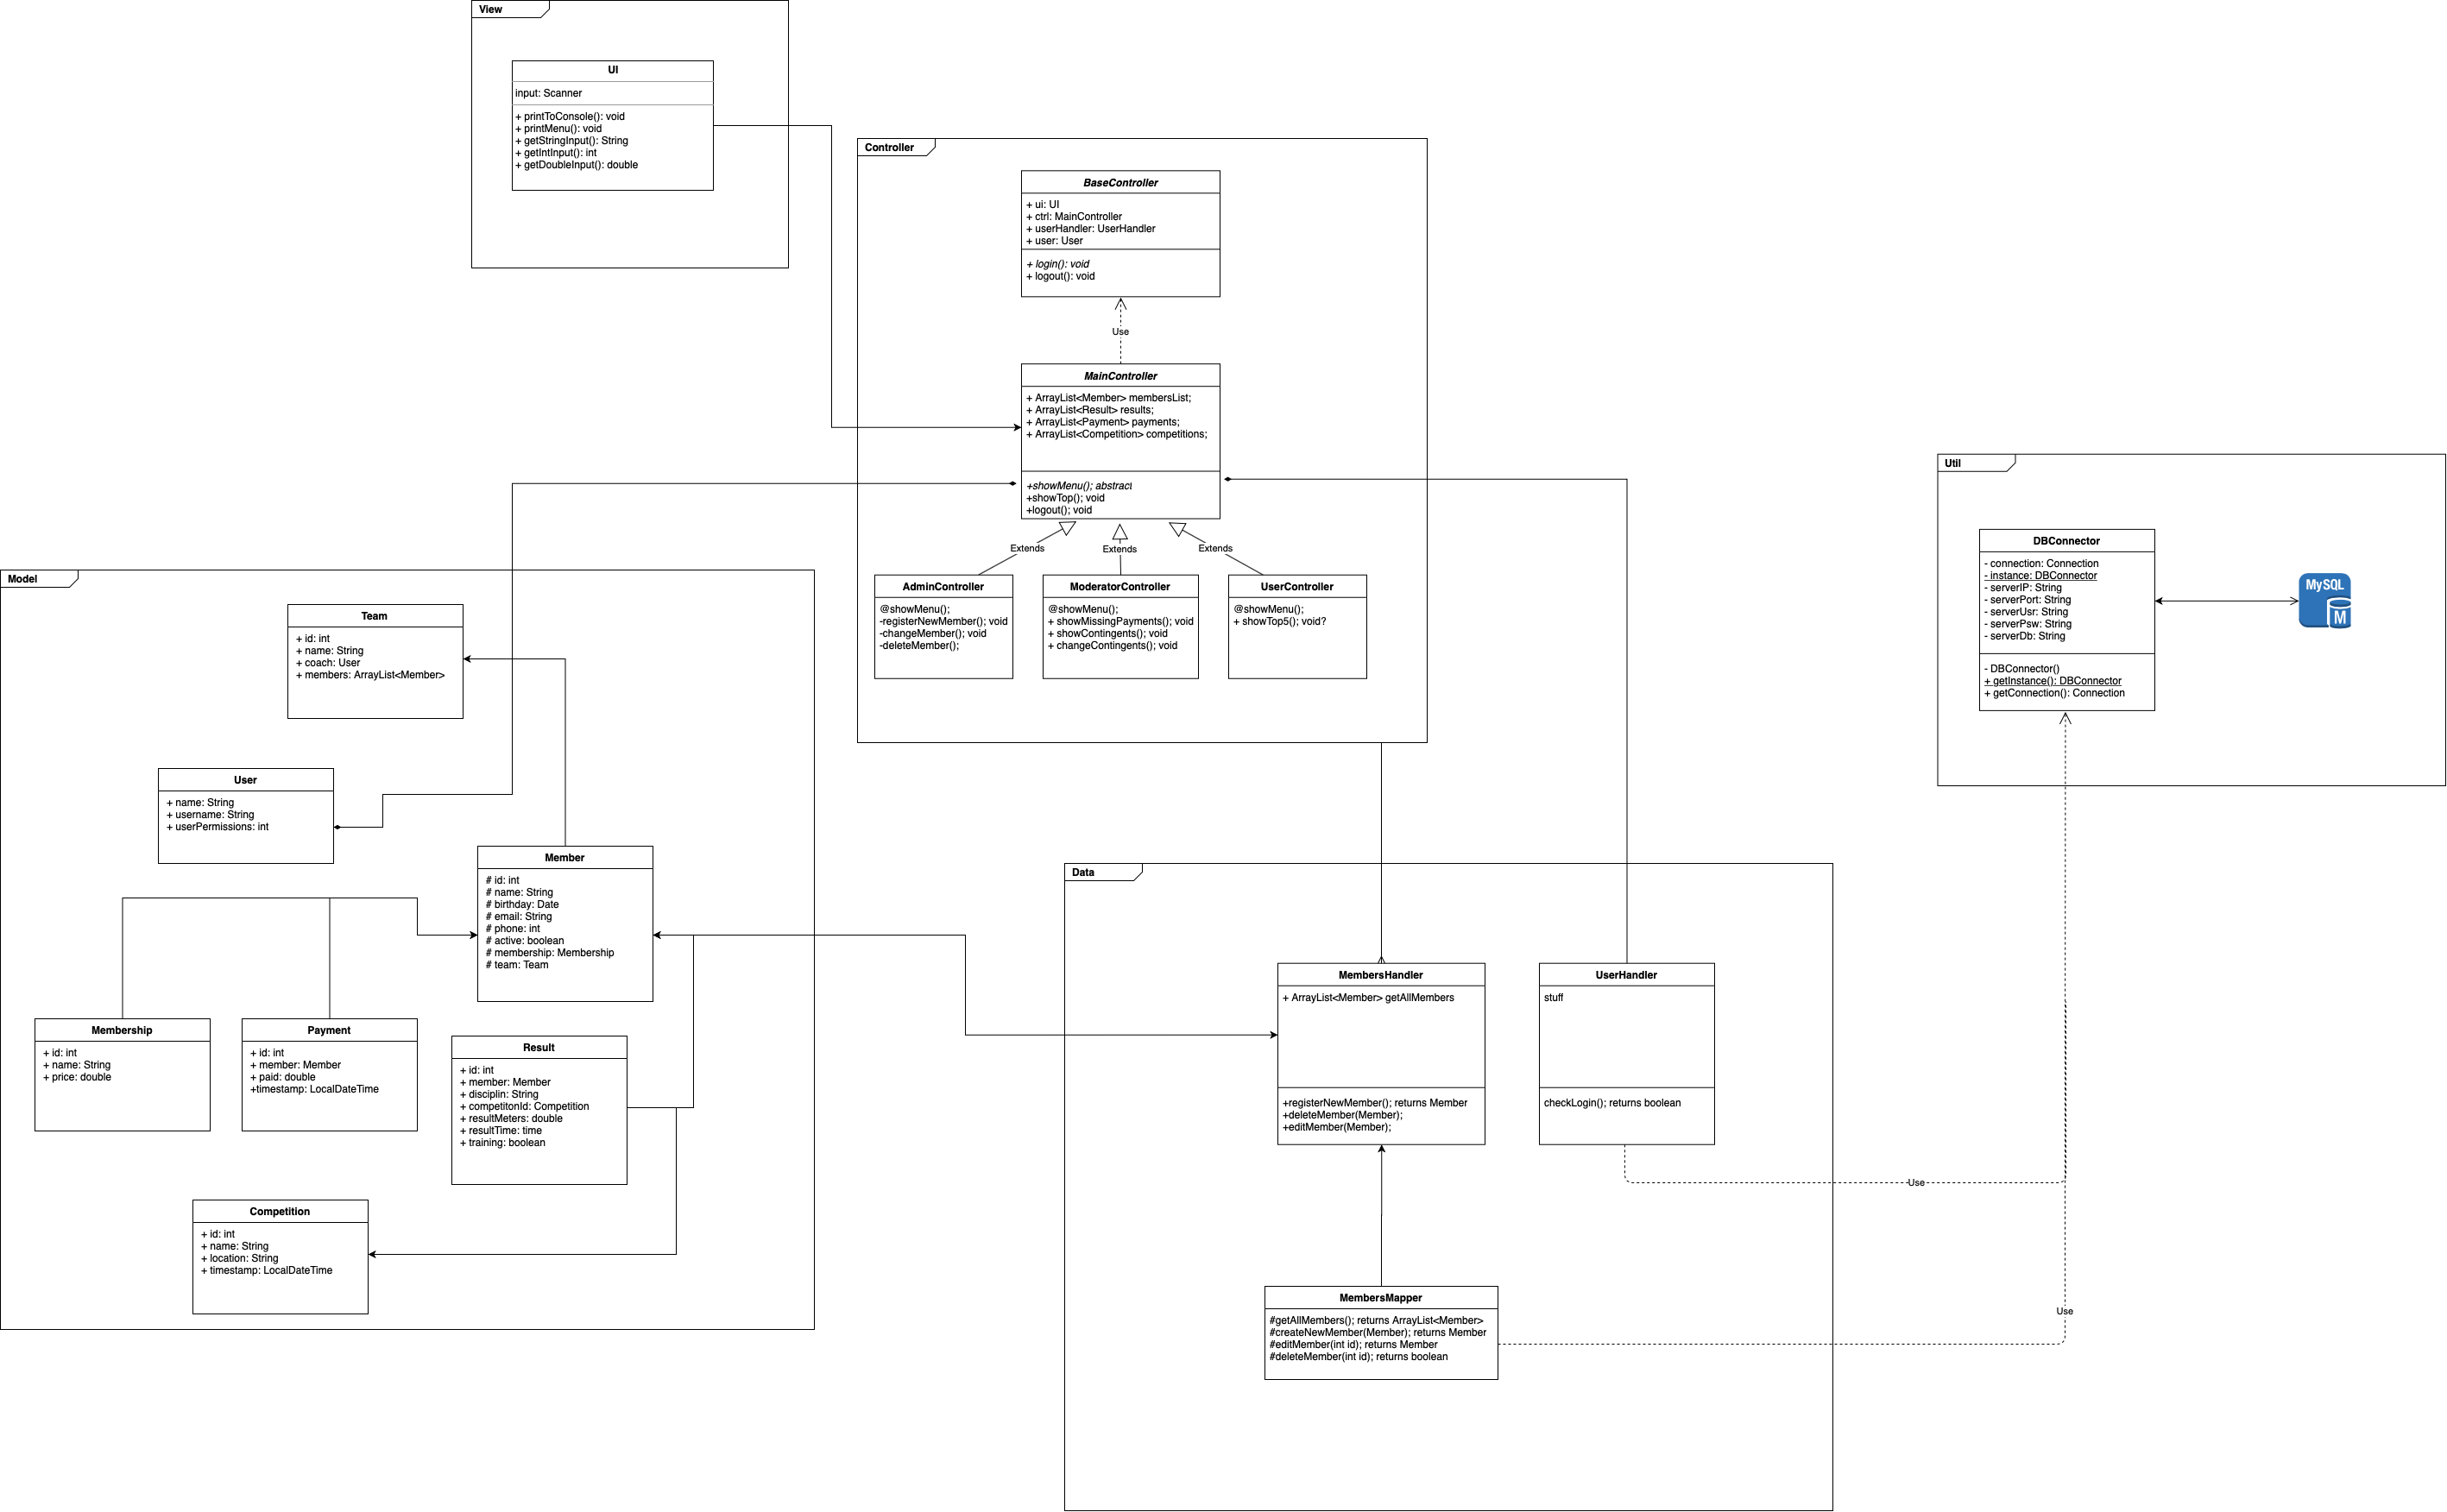 View
UI
input: Scanner
+ printToConsole(): void
+ printMenu(): void
+ getStringInput(): String
+ getIntInput(): int
+ getDoubleInput(): double
Controller
BaseController
+ ui: UI
+ ctrl: MainController
+ userHandler: UserHandler
+ user: User
+ login(): void
+ logout(): void
Use
MainController
+ ArrayList<Member> membersList;
+ ArrayList<Result> results;
+ ArrayList<Payment> payments;
+ ArrayList<Competition> competitions;
+showMenu(); abstract
+showTop(); void
+logout(); void
Extends
Extends
Extends
AdminController
@showMenu();
-registerNewMember(); void
-changeMember(); void
-deleteMember();
ModeratorController
@showMenu();
+ showMissingPayments(); void
+ showContingents(); void
+ changeContingents(); void
UserController
@showMenu();
+ showTop5(); void?
Util
DBConnector
- connection: Connection
- instance: DBConnector
- serverIP: String
- serverPort: String
- serverUsr: String
- serverPsw: String
- serverDb: String
- DBConnector()
+ getInstance(): DBConnector
+ getConnection(): Connection
MySQL
M
Model
Team
+ id: int
+ name: String
+ coach: User
+ members: ArrayList<Member>
User
+ name: String
+ username: String
+ userPermissions: int
Member
# id: int
# name: String
# birthday: Date
# email: String
# phone: int
# active: boolean
# membership: Membership
# team: Team
Membership
+ id: int
+ name: String
+ price: double
Payment
+ id: int
+ member: Member
+ paid: double
+timestamp: LocalDateTime
Result
+ id: int
+ member: Member
+ disciplin: String
+ competitonId: Competition
+ resultMeters: double
+ resultTime: time
+ training: boolean
Competition
+ id: int
+ name: String
+ location: String
+ timestamp: LocalDateTime
Data
MembersHandler
+ ArrayList<Member> getAllMembers
+registerNewMember(); returns Member
+deleteMember(Member);
+editMember(Member);
UserHandler
stuff
checkLogin(); returns boolean
Use
MembersMapper
#getAllMembers(); returns ArrayList<Member>
#createNewMember(Member); returns Member
#editMember(int id); returns Member
#deleteMember(int id); returns boolean
Use